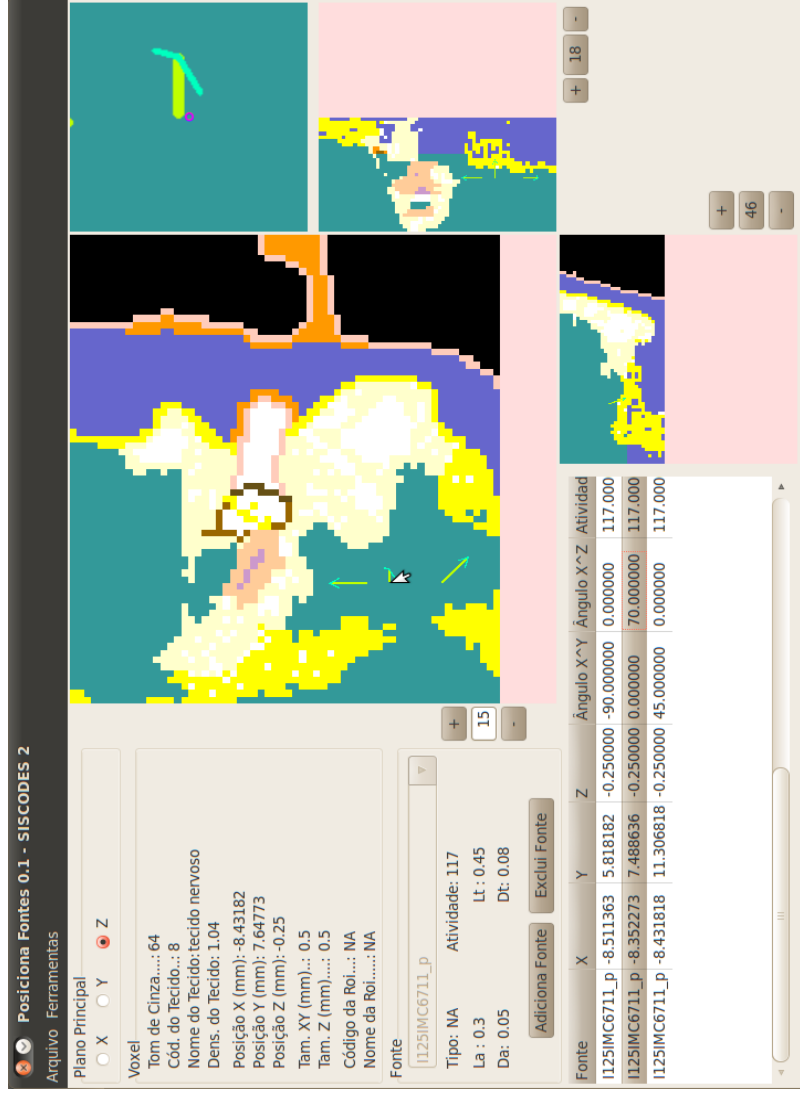 Posiciona Fontes 0.1 - SISCODES 2
Arquivo Ferramentas
Plano Principal
X Y Z
Voxel
Tom de Cinza....: 64
Cód. do Tecido..: 8
Nome do Tecido: tecido nervoso
Dens. do Tecido: 1.04
Posição X (mm): -8.43182
Posição Y (mm): 7.64773
Posição Z (mm): -0.25
Tam. XY (mm)..: 0.5
Tam. Z (mm)....: 0.5
Código da Roi...: NA
Nome da Roi.....: NA
Fonte
I125IMC6711_p
Tipo: NA Atividade: 117
La : 0.3 Lt : 0.45
Da: 0.05 Dt: 0.08
Adiciona Fonte Exclui Fonte
+ 15 -
+ 18 -
+ 46 -
Fonte X Y Z Ângulo X^Y Ângulo X^Z Atividad
I125IMC6711_p -8.511363 5.818182 -0.250000 -90.000000 0.000000 117.000
I125IMC6711_p -8.352273 7.488636 -0.250000 0.000000 70.000000 117.000
I125IMC6711_p -8.431818 11.306818 -0.250000 45.000000 0.000000 117.000